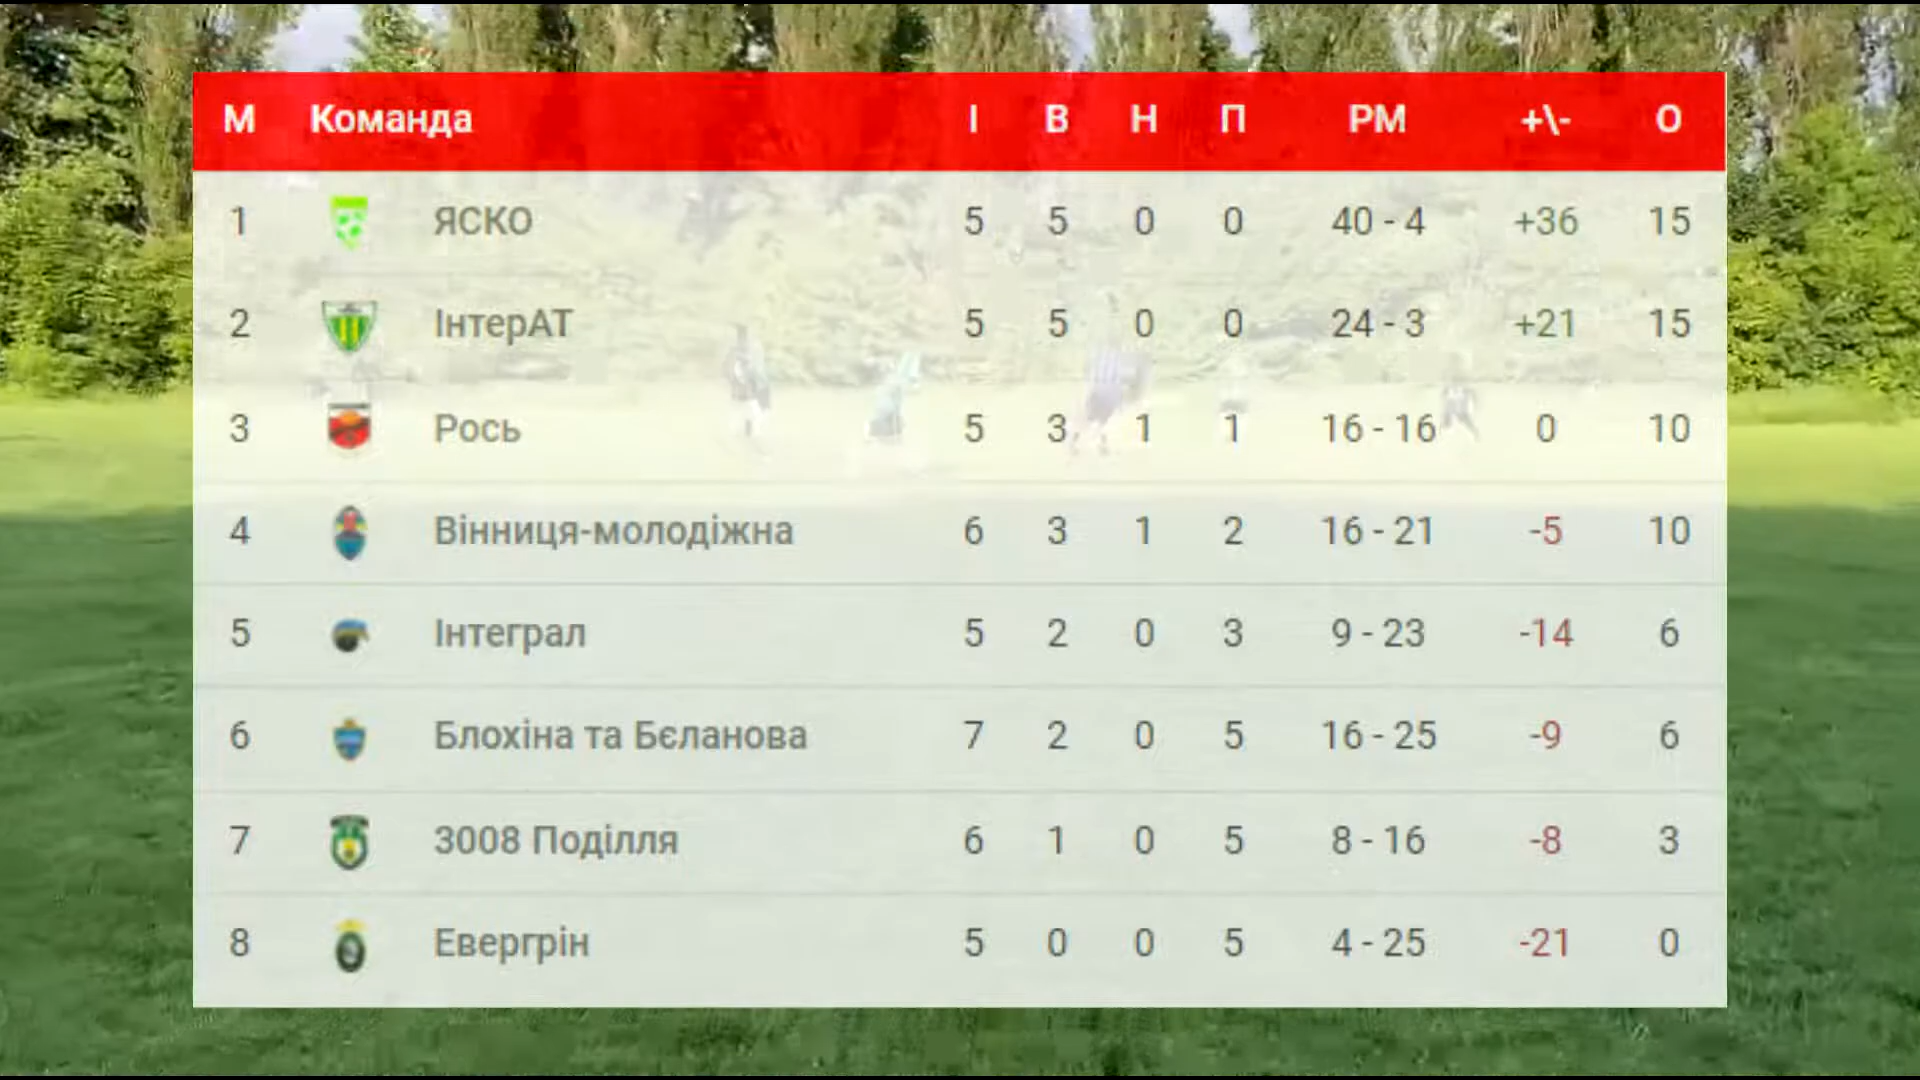 М Команда І В Н П РМ +\- О
1 ЯСКО 5 5 0 0 40 - 4 +36 15
2 ІнтерАТ 5 5 0 0 24 - 3 +21 15
3 Рось 5 3 1 1 16 - 16 0 10
4 Вінниця-молодіжна 6 3 1 2 16 - 21 -5 10
5 Інтеграл 5 2 0 3 9 - 23 -14 6
6 Блохіна та Бєланова 7 2 0 5 16 - 25 -9 6
7 3008 Поділля 6 1 0 5 8 - 16 -8 3
8 Евергрін 5 0 0 5 4 - 25 -21 0